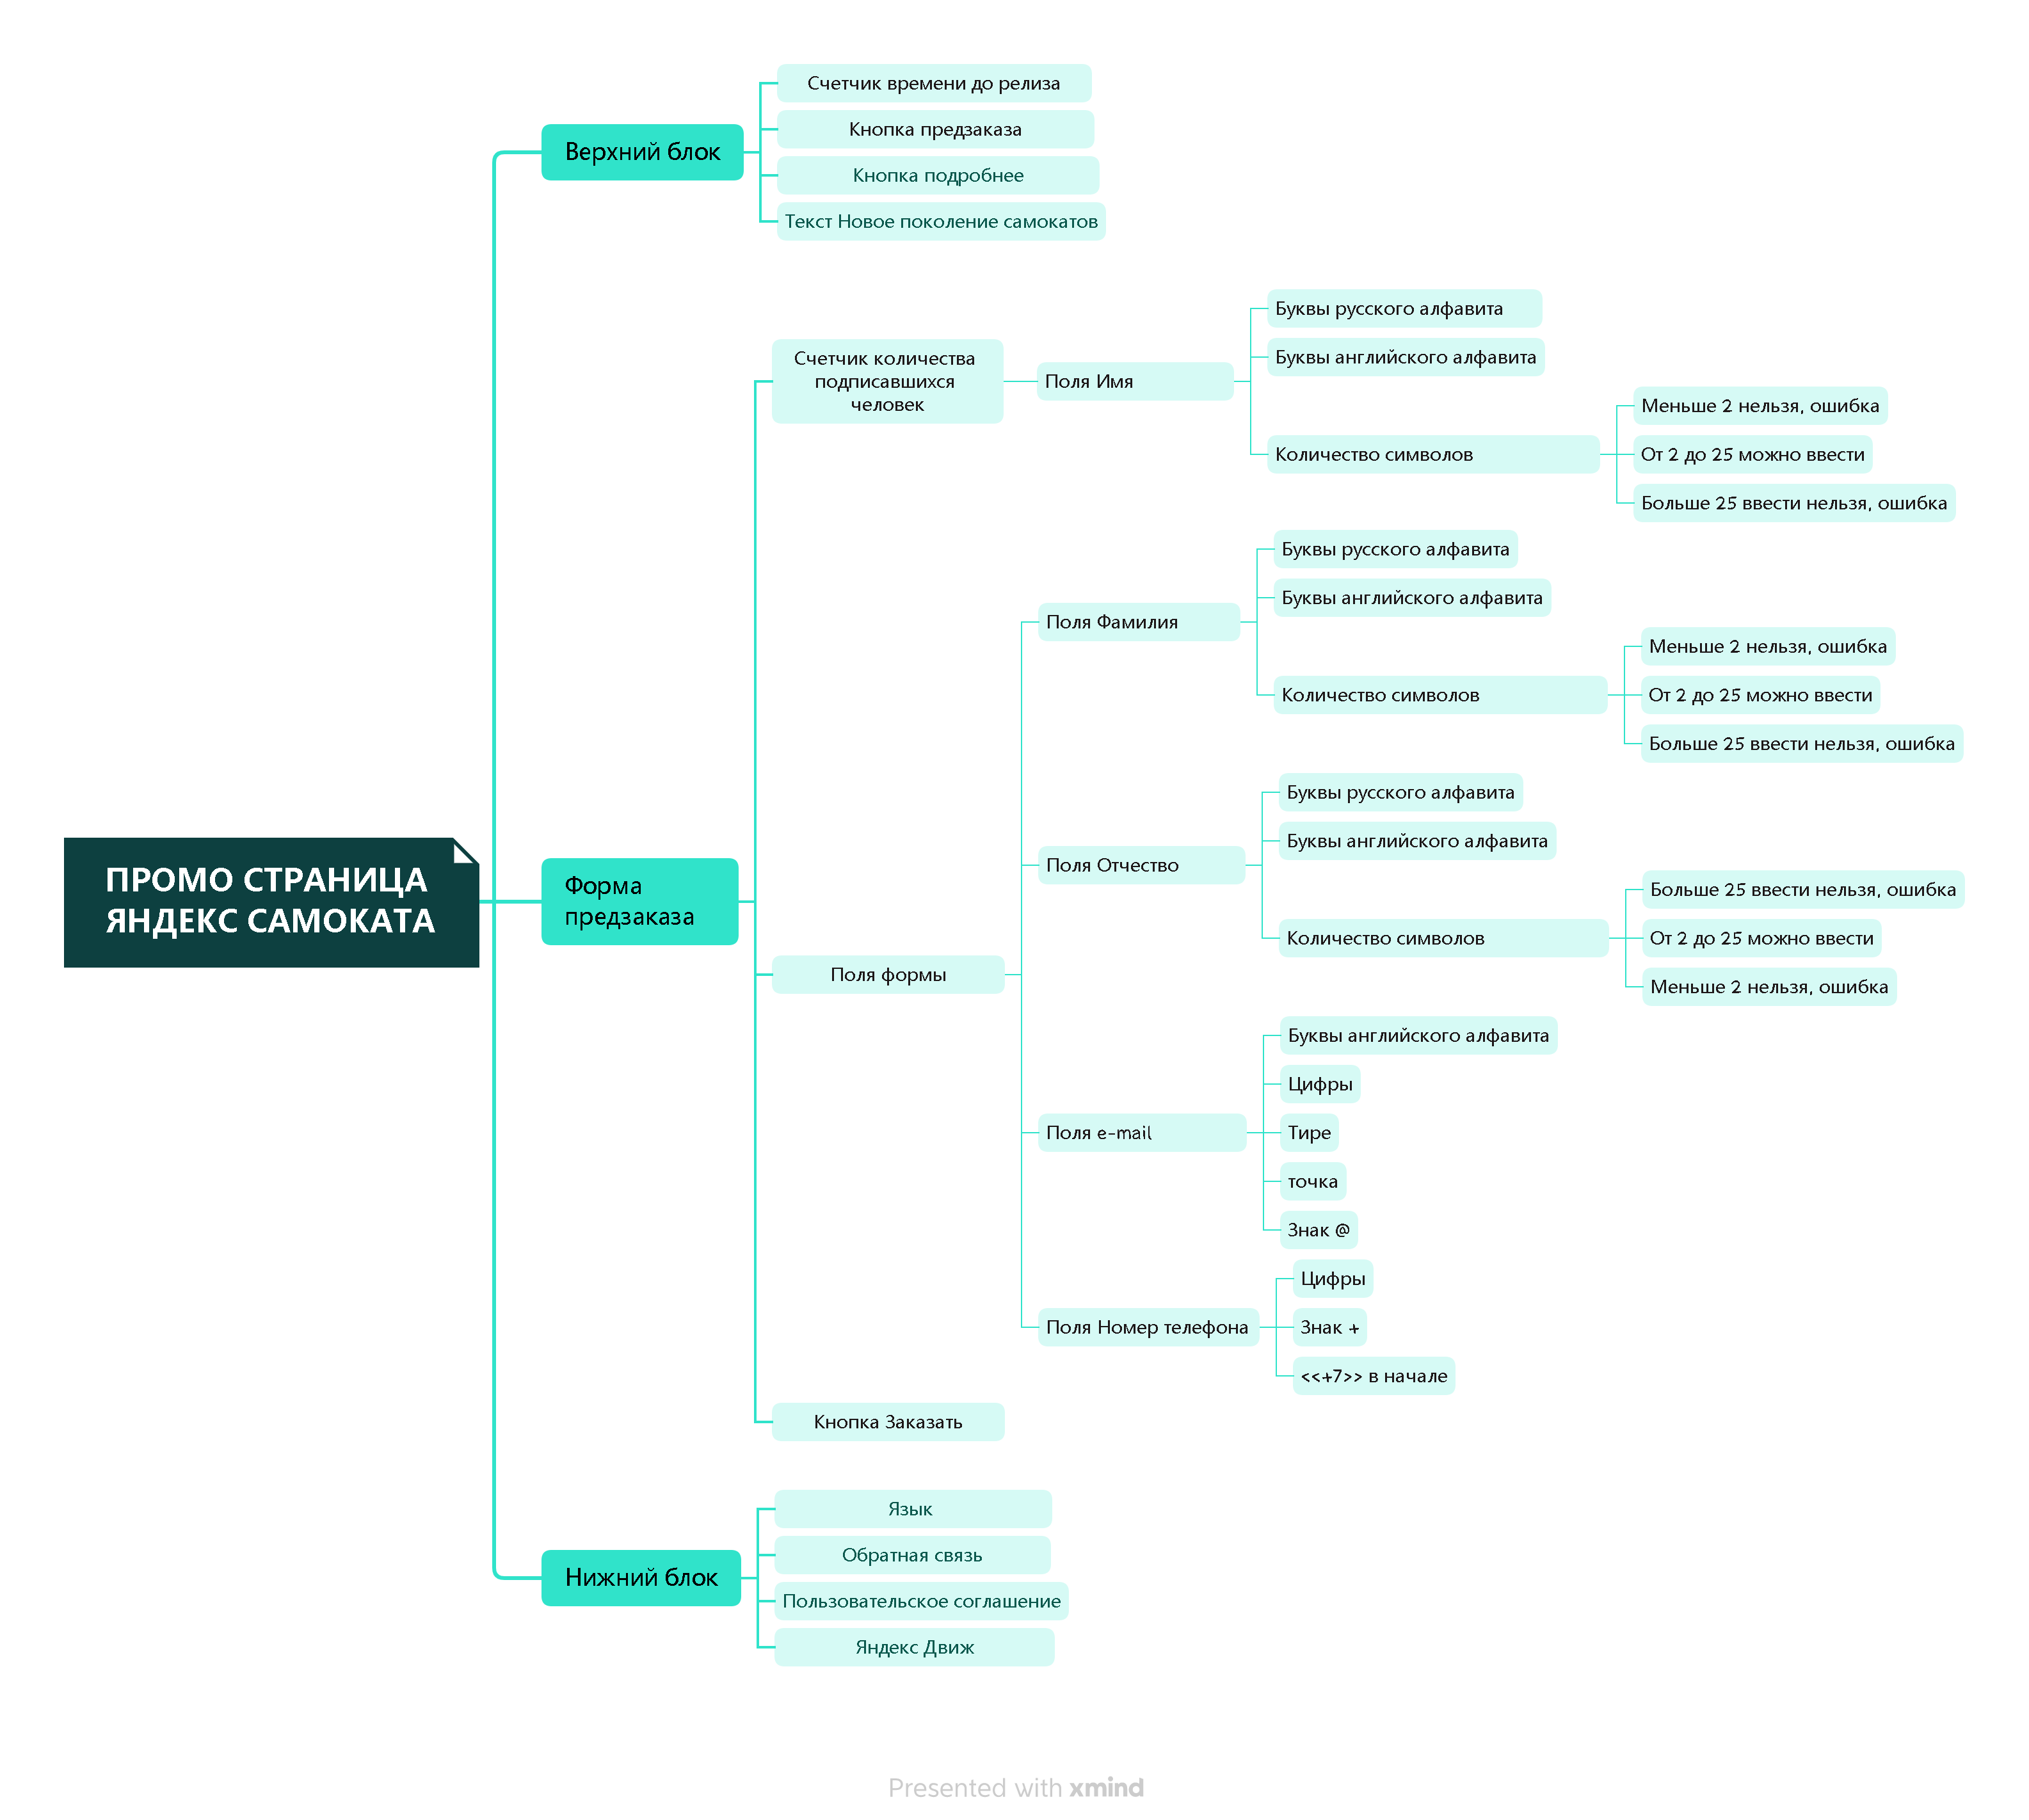 ПРОМО СТРАНИЦА
ЯНДЕКС САМОКАТА
Верхний блок
Счетчик времени до релиза
Кнопка предзаказа
Кнопка подробнее
Текст Новое поколение самокатов
Форма
предзаказа
Счетчик количества
подписавшихся
человек
Поля Имя
Буквы русского алфавита
Буквы английского алфавита
Количество символов
Меньше 2 нельзя, ошибка
От 2 до 25 можно ввести
Больше 25 ввести нельзя, ошибка
Поля формы
Поля Фамилия
Буквы русского алфавита
Буквы английского алфавита
Количество символов
Меньше 2 нельзя, ошибка
От 2 до 25 можно ввести
Больше 25 ввести нельзя, ошибка
Поля Отчество
Буквы русского алфавита
Буквы английского алфавита
Количество символов
Больше 25 ввести нельзя, ошибка
От 2 до 25 можно ввести
Меньше 2 нельзя, ошибка
Поля e-mail
Буквы английского алфавита
Цифры
Тире
точка
Знак @
Поля Номер телефона
Цифры
Знак +
<<+7>> в начале
Кнопка Заказать
Нижний блок
Язык
Обратная связь
Пользовательское соглашение
Яндекс Движ
Presented with xmind